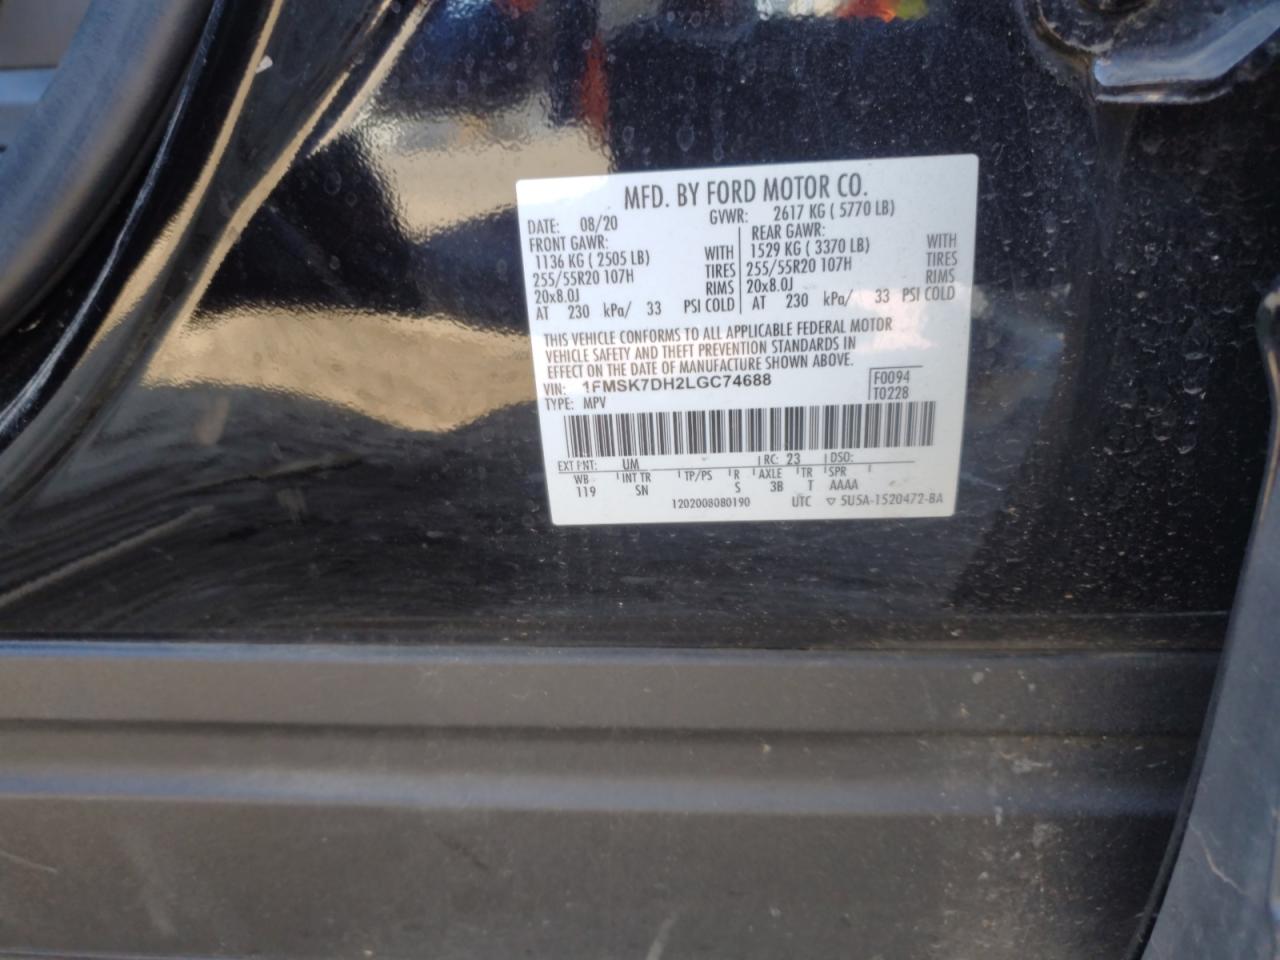 MFD. BY FORD MOTOR CO.
DATE: 08/20 GVWR: 2617 KG ( 5770 LB)
FRONT GAWR: REAR GAWR:
1136 KG ( 2505 LB) WITH 1529 KG ( 3370 LB) WITH
255/55R20 107H TIRES 255/55R20 107H TIRES
20x8.0J RIMS 20x8.0J RIMS
AT 230 kPa/ 33 PSI COLD AT 230 kPa/ 33 PSI COLD
THIS VEHICLE CONFORMS TO ALL APPLICABLE FEDERAL MOTOR
VEHICLE SAFETY AND THEFT PREVENTION STANDARDS IN
EFFECT ON THE DATE OF MANUFACTURE SHOWN ABOVE.
VIN: 1FMSK7DH2LGC74688 F0094
TYPE: MPV T0228
EXT PNT: UM RC: 23 DSO:
WB INT TR TP/PS R AXLE TR SPR
119 SN S 3B T AAAA
1202008080190 UTC ▽ 5U5A-1520472-BA